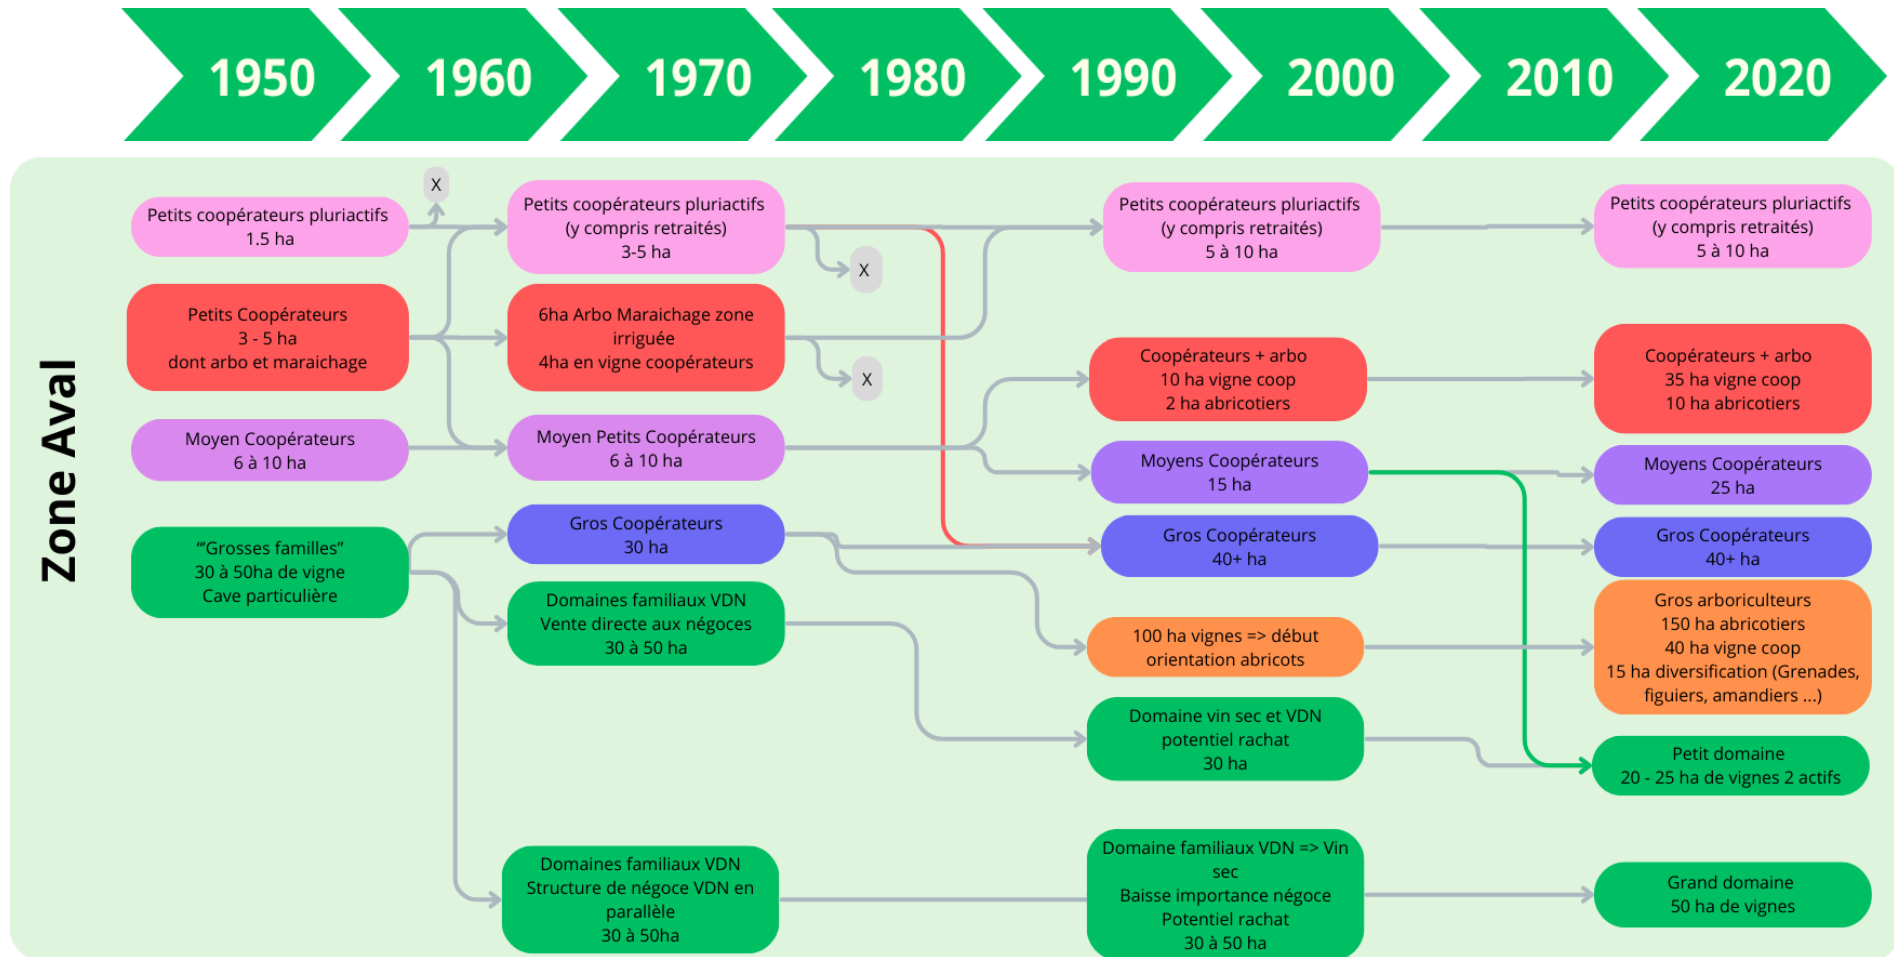 1950
1960
1970
1980
1990
2000
2010
2020
Zone Aval
Petits coopérateurs pluriactifs
1.5 ha
X
Petits Coopérateurs
3 - 5 ha
dont arbo et maraichage
Moyen Coopérateurs
6 à 10 ha
“"Grosses familles”
30 à 50ha de vigne
Cave particulière
Petits coopérateurs pluriactifs
(y compris retraités)
3-5 ha
X
6ha Arbo Maraichage zone
irriguée
4ha en vigne coopérateurs
X
Moyen Petits Coopérateurs
6 à 10 ha
Gros Coopérateurs
30 ha
Domaines familiaux VDN
Vente directe aux négoces
30 à 50 ha
Domaines familiaux VDN
Structure de négoce VDN en
parallèle
30 à 50ha
Petits coopérateurs pluriactifs
(y compris retraités)
5 à 10 ha
Coopérateurs + arbo
10 ha vigne coop
2 ha abricotiers
Moyens Coopérateurs
15 ha
Gros Coopérateurs
40+ ha
100 ha vignes => début
orientation abricots
Domaine vin sec et VDN
potentiel rachat
30 ha
Domaine familiaux VDN => Vin
sec
Baisse importance négoce
Potentiel rachat
30 à 50 ha
Petits coopérateurs pluriactifs
(y compris retraités)
5 à 10 ha
Coopérateurs + arbo
35 ha vigne coop
10 ha abricotiers
Moyens Coopérateurs
25 ha
Gros Coopérateurs
40+ ha
Gros arboriculteurs
150 ha abricotiers
40 ha vigne coop
15 ha diversification (Grenades,
figuiers, amandiers ...)
Petit domaine
20 - 25 ha de vignes 2 actifs
Grand domaine
50 ha de vignes